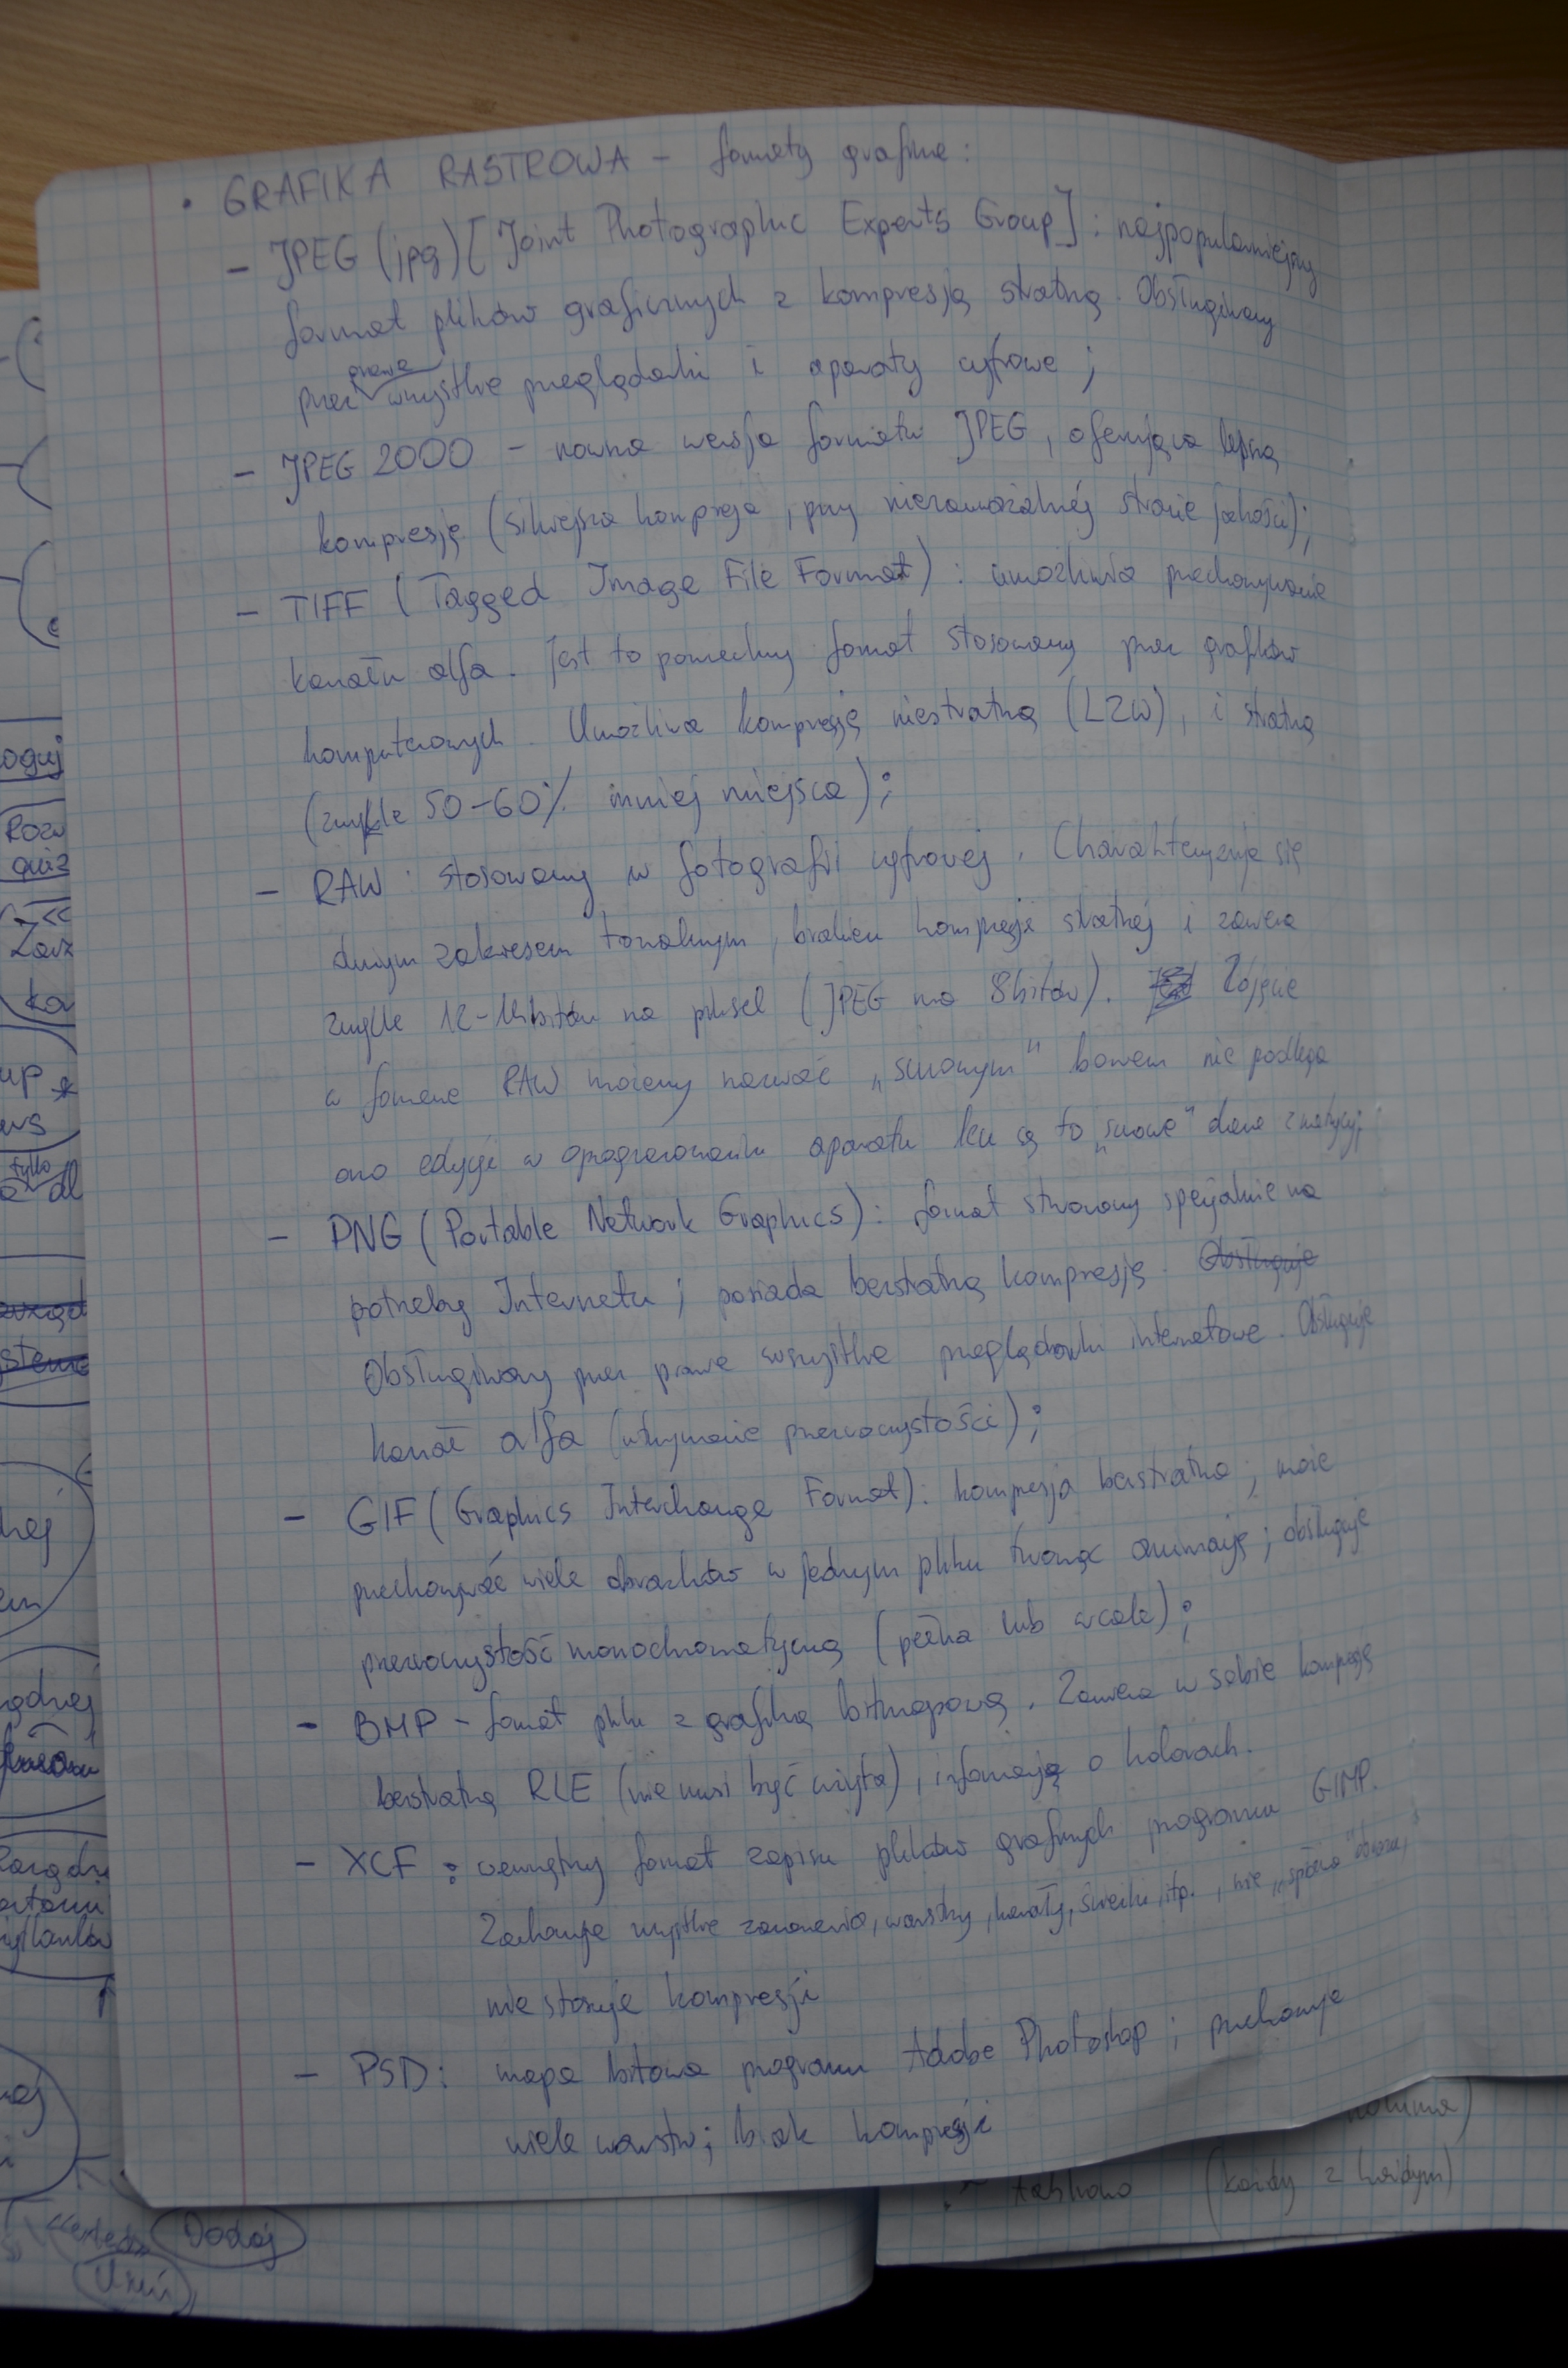 • GRAFIKA RASTROWA - formaty graficzne:
- JPEG (jpg) [Joint Photographic Experts Group]: najpopularniejszy
format plików graficznych z kompresją stratną. Obsługiwany
przez prawie wszystkie przeglądarki i aparaty cyfrowe;
- JPEG 2000 - nowsza wersja formatu JPEG, oferująca lepszą
kompresję (silniejsza kompresja, przy niezauważalnej stracie jakości);
- TIFF (Tagged Image File Format): umożliwia przechowywanie
kanału alfa. Jest to powszechny format stosowany przez grafików
komputerowych. Umożliwia kompresję niestratną (LZW), i stratną
(zwykle 50-60% mniej miejsca);
- RAW: stosowany w fotografii cyfrowej. Charakteryzuje się
dużym zakresem tonalnym, brakiem kompresji stratnej i zawiera
zwykle 12-14bitów na piksel (JPEG ma 8bitów). Zdjęcie
w formacie RAW możemy nazwać „surowym" bowiem nie podlega
ono edycji w oprogramowaniu aparatu lecz są to „surowe" dane z matrycy;
- PNG (Portable Network Graphics): format stworzony specjalnie na
potrzeby Internetu; posiada bezstratną kompresję. Obsługuje
Obsługiwany przez prawie wszystkie przeglądarki internetowe. Obsługuje
kanał alfa (utrzymanie przezroczystości);
- GIF (Graphics Interchange Format): kompresja bezstratna; może
przechowywać wiele obrazków w jednym pliku tworząc animację; obsługuje
przezroczystość monochromatyczną (pełna lub wcale);
- BMP - format pliku z grafiką bitmapową. Zawiera w sobie kompresję
bezstratną RLE (nie musi być użyta), informację o kolorach.
- XCF: wewnętrzny format zapisu plików graficznych programu GIMP.
Zachowuje wszystkie zaznaczenia, warstwy, kanały, ścieżki, itp., nie „spłaszcza" obrazu,
nie stosuje kompresji
- PSD: mapa bitowa programu Adobe Photoshop; przechowuje
wiele warstw; brak kompresji
(każdy z każdym)
Dodaj
Usuń